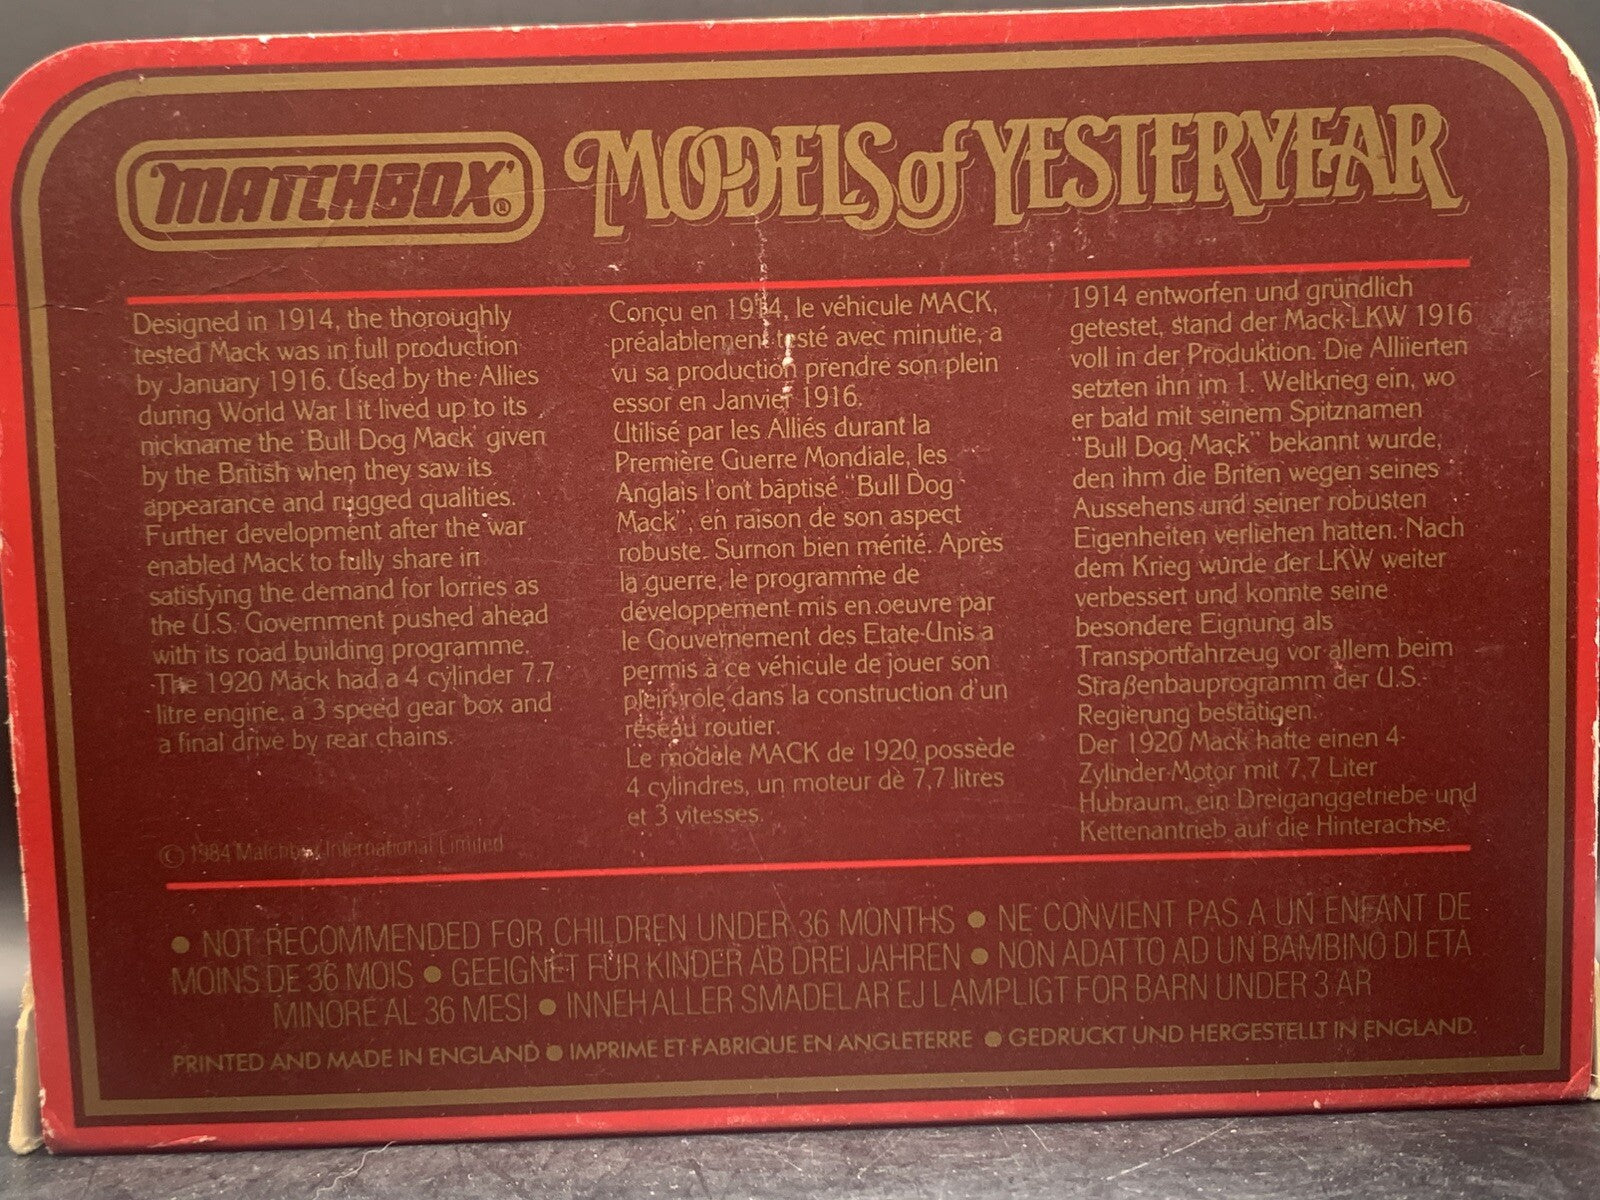 MATCHBOX®
MODELS of YESTERYEAR
Designed in 1914, the thoroughly
tested Mack was in full production
by January 1916. Used by the Allies
during World War I it lived up to its
nickname the 'Bull Dog Mack' given
by the British when they saw its
appearance and rugged qualities.
Further development after the war
enabled Mack to fully share in
satisfying the demand for lorries as
the U.S. Government pushed ahead
with its road building programme.
The 1920 Mack had a 4 cylinder 7.7
litre engine, a 3 speed gear box and
a final drive by rear chains.
© 1984 Matchbox International Limited
Conçu en 1914, le véhicule MACK,
préalablement testé avec minutie, a
vu sa production prendre son plein
essor en Janvier 1916.
Utilisé par les Alliés durant la
Première Guerre Mondiale, les
Anglais l'ont bâptisé "Bull Dog
Mack", en raison de son aspect
robuste. Surnon bien mérité. Après
la guerre, le programme de
développement mis en oeuvre par
le Gouvernement des Etate-Unis a
permis à ce véhicule de jouer son
plein rôle dans la construction d'un
réseau routier.
Le modèle MACK de 1920 possède
4 cylindres, un moteur dè 7,7 litres
et 3 vitesses.
1914 entworfen und gründlich
getestet, stand der Mack-LKW 1916
voll in der Produktion. Die Alliierten
setzten ihn im 1. Weltkrieg ein, wo
er bald mit seinem Spitznamen
"Bull Dog Mack" bekannt wurde,
den ihm die Briten wegen seines
Aussehens und seiner robusten
Eigenheiten verliehen hatten. Nach
dem Krieg wurde der LKW weiter
verbessert und konnte seine
besondere Eignung als
Transportfahrzeug vor allem beim
Straßenbauprogramm der U.S.-
Regierung bestätigen.
Der 1920 Mack hatte einen 4-
Zylinder-Motor mit 7,7 Liter
Hubraum, ein Dreiganggetriebe und
Kettenantrieb auf die Hinterachse.
● NOT RECOMMENDED FOR CHILDREN UNDER 36 MONTHS ● NE CONVIENT PAS A UN ENFANT DE
MOINS DE 36 MOIS ● GEEIGNET FUR KINDER AB DREI JAHREN ● NON ADATTO AD UN BAMBINO DI ETA
MINORE AL 36 MESI ● INNEHALLER SMADELAR EJ LAMPLIGT FOR BARN UNDER 3 AR
PRINTED AND MADE IN ENGLAND ● IMPRIME ET FABRIQUE EN ANGLETERRE ● GEDRUCKT UND HERGESTELLT IN ENGLAND.